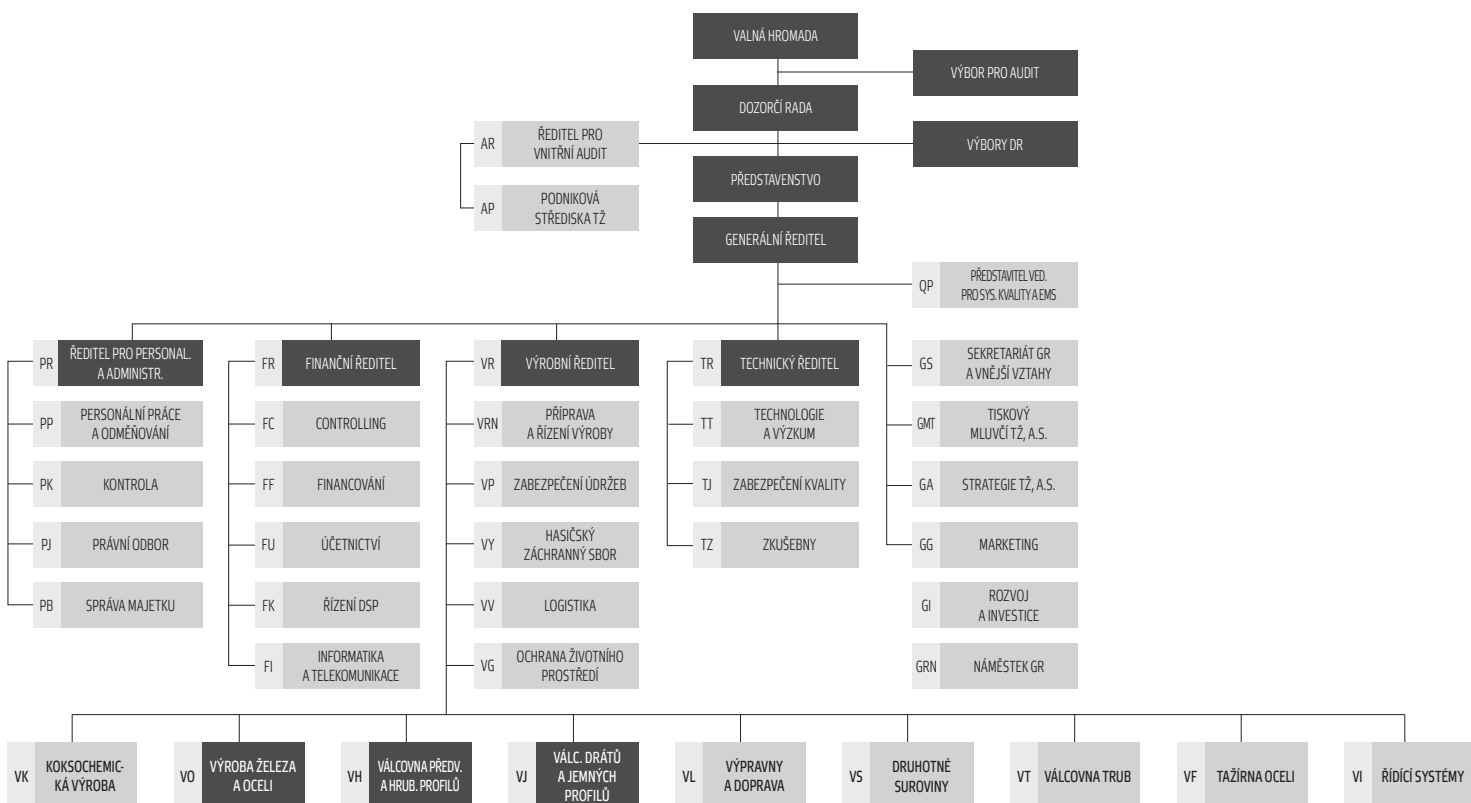 VALNÁ HROMADA
VÝBOR PRO AUDIT
DOZORČÍ RADA
AR
ŘEDITEL PRO
VNITŘNÍ AUDIT
VÝBORY DR
PŘEDSTAVENSTVO
AP
PODNIKOVÁ
STŘEDISKA TŽ
GENERÁLNÍ ŘEDITEL
QP
PŘEDSTAVITEL VED.
PRO SYS. KVALITY A EMS
PR
ŘEDITEL PRO PERSONAL.
A ADMINISTR.
FR
FINANČNÍ ŘEDITEL
VR
VÝROBNÍ ŘEDITEL
TR
TECHNICKÝ ŘEDITEL
GS
SEKRETARIÁT GR
A VNĚJŠÍ VZTAHY
PP
PERSONÁLNÍ PRÁCE
A ODMĚŇOVÁNÍ
FC
CONTROLLING
VRN
PŘÍPRAVA
A ŘÍZENÍ VÝROBY
TT
TECHNOLOGIE
A VÝZKUM
GMT
TISKOVÝ
MLUVČÍ TŽ, A.S.
PK
KONTROLA
FF
FINANCOVÁNÍ
VP
ZABEZPEČENÍ ÚDRŽEB
TJ
ZABEZPEČENÍ KVALITY
GA
STRATEGIE TŽ, A.S.
PJ
PRÁVNÍ ODBOR
FU
ÚČETNICTVÍ
VY
HASIČSKÝ
ZÁCHRANNÝ SBOR
TZ
ZKUŠEBNY
GG
MARKETING
PB
SPRÁVA MAJETKU
FK
ŘÍZENÍ DSP
VV
LOGISTIKA
GI
ROZVOJ
A INVESTICE
FI
INFORMATIKA
A TELEKOMUNIKACE
VG
OCHRANA ŽIVOTNÍHO
PROSTŘEDÍ
GRN
NÁMĚSTEK GR
VK
KOKSOCHEMIC-
KÁ VÝROBA
VO
VÝROBA ŽELEZA
A OCELI
VH
VÁLCOVNA PŘEDV.
A HRUB. PROFILŮ
VJ
VÁLC. DRÁTŮ
A JEMNÝCH
PROFILŮ
VL
VÝPRAVNY
A DOPRAVA
VS
DRUHOTNÉ
SUROVINY
VT
VÁLCOVNA TRUB
VF
TAŽÍRNA OCELI
VI
ŘÍDÍCÍ SYSTÉMY